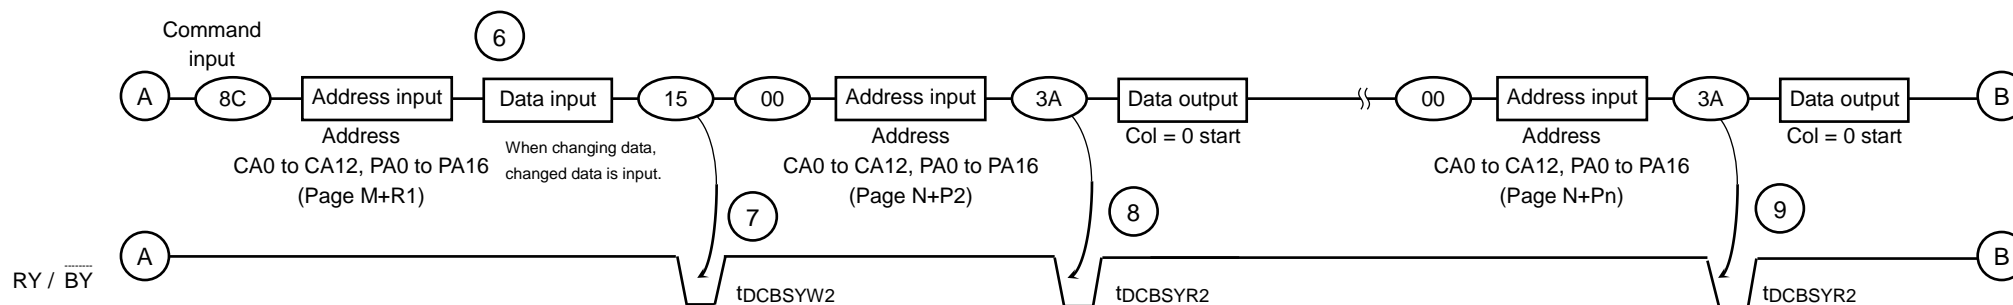 Command
input
6
A 8C Address input Data input 15 00 Address input 3A Data output 00 Address input 3A Data output B
Address
CA0 to CA12, PA0 to PA16
(Page M+R1)
When changing data,
changed data is input.
Address
CA0 to CA12, PA0 to PA16
(Page N+P2)
Col = 0 start
Address
CA0 to CA12, PA0 to PA16
(Page N+Pn)
Col = 0 start
7
8
9
A B
RY / BY
tDCBSYW2
tDCBSYR2
tDCBSYR2